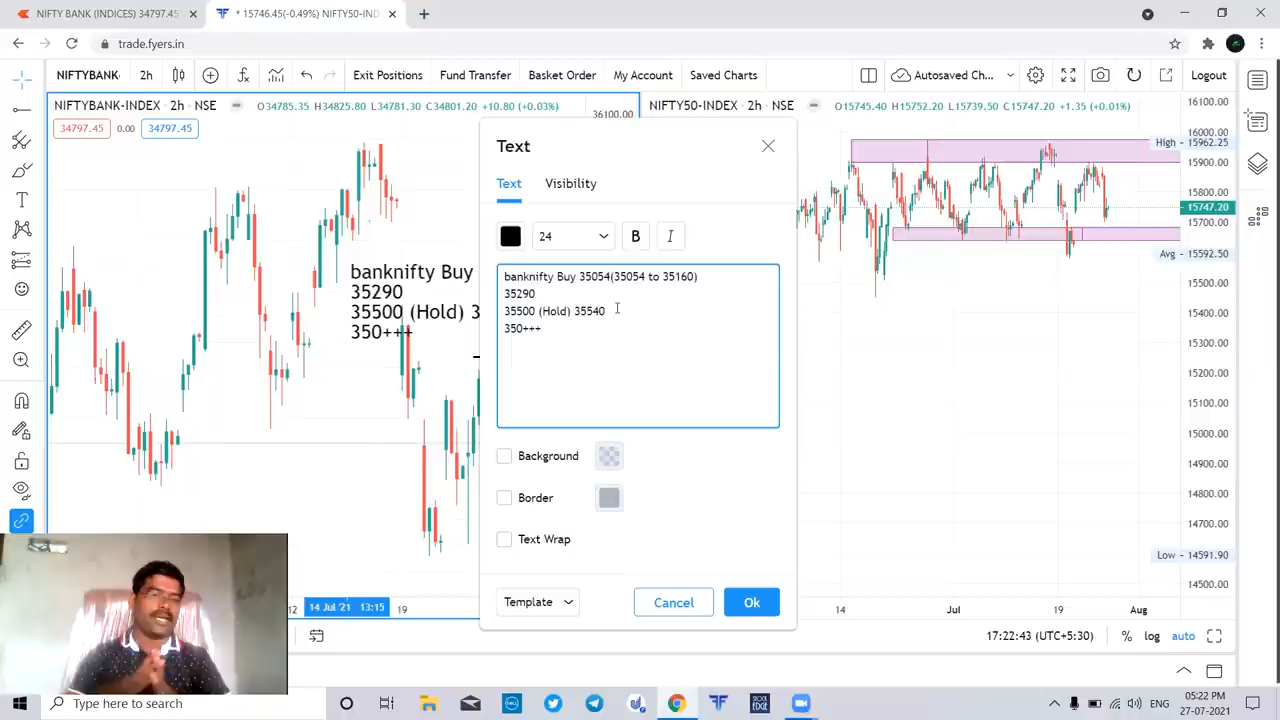 NIFTY BANK (INDICES) 34797.45
* 15746.45(-0.49%) NIFTY50-IND
trade.fyers.in
NIFTYBANK- 2h Exit Positions Fund Transfer Basket Order My Account Saved Charts Autosaved Ch... Logout
NIFTYBANK-INDEX 2h NSE O34785.35 H34825.80 L34781.30 C34801.20 +10.80 (+0.03%)
NIFTY50-INDEX 2h NSE O15745.40 H15752.20 L15739.50 C15747.20 +1.35 (+0.01%)
34797.45 0.00 34797.45
36100.00
banknifty Buy
35290
35500 (Hold) 3
350+++
Text
Text Visibility
24 B I
banknifty Buy 35054(35054 to 35160)
35290
35500 (Hold) 35540
350+++
Background
Border
Text Wrap
Template Cancel Ok
16100.00
16000.00
High - 15962.25
15900.00
15800.00
15747.20
15700.00
Avg - 15592.50
15500.00
15400.00
15300.00
15200.00
15100.00
15000.00
14900.00
14800.00
14700.00
Low - 14591.90
14500.00
12 14 Jul '21 13:15 19
14 Jul 19 Aug
17:22:43 (UTC+5:30) % log auto
Type here to search
ENG
05:22 PM
27-07-2021